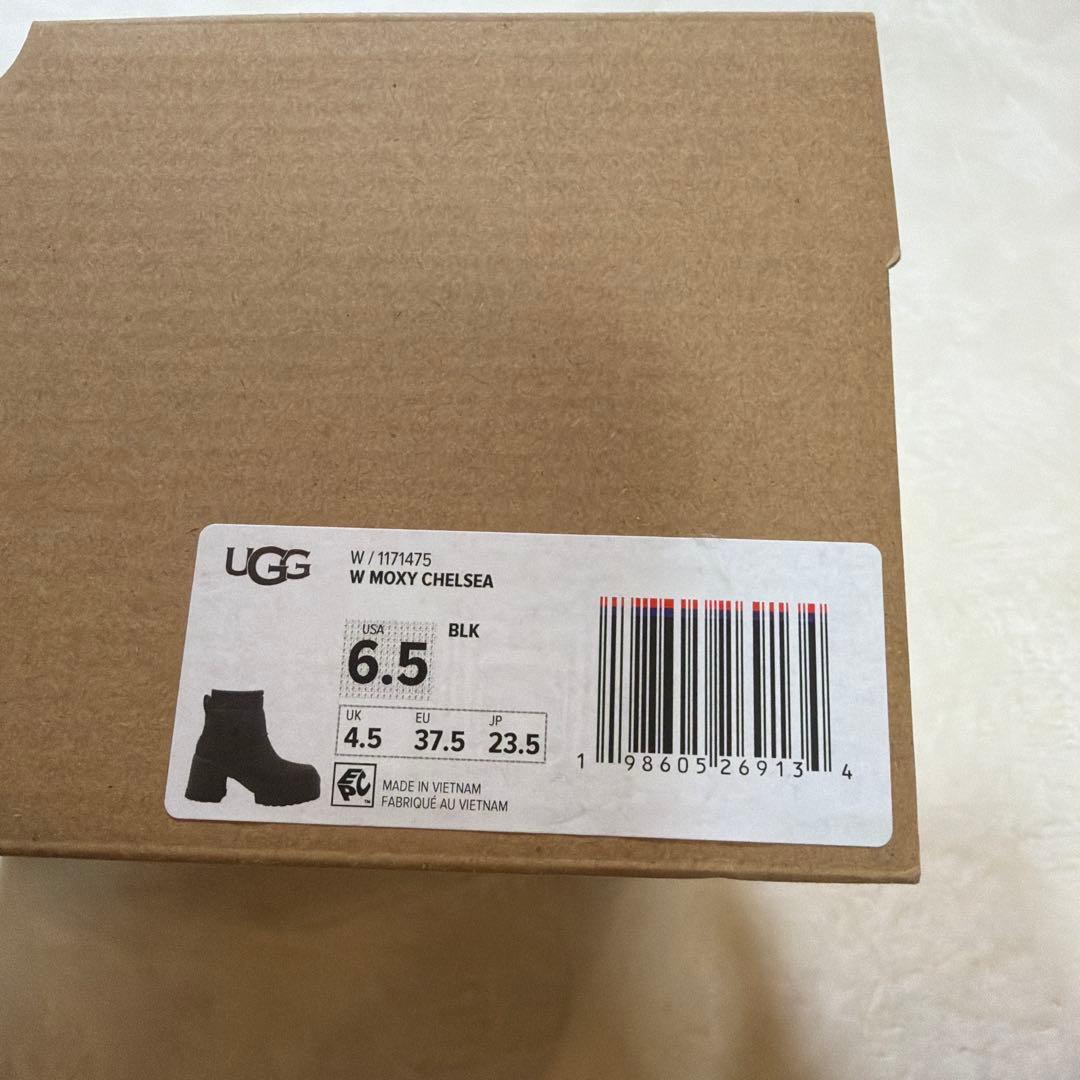 UGG
W / 1171475
W MOXY CHELSEA
USA
6.5
BLK
UK
4.5
EU
37.5
JP
23.5
EPC™
MADE IN VIETNAM
FABRIQUÉ AU VIETNAM
1 98605 26913 4